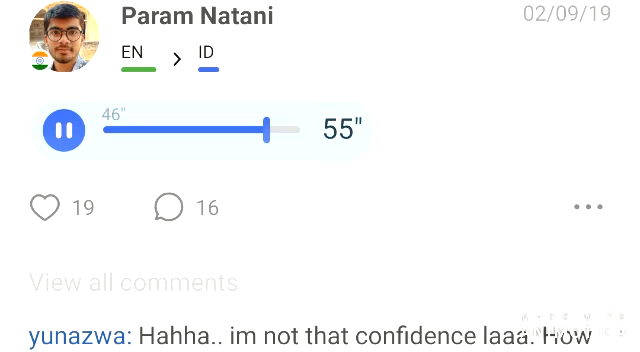 Param Natani
02/09/19
EN > ID
46" 55"
19 16
View all comments
yunazwa: Hahha.. im not that confidence laaa. How